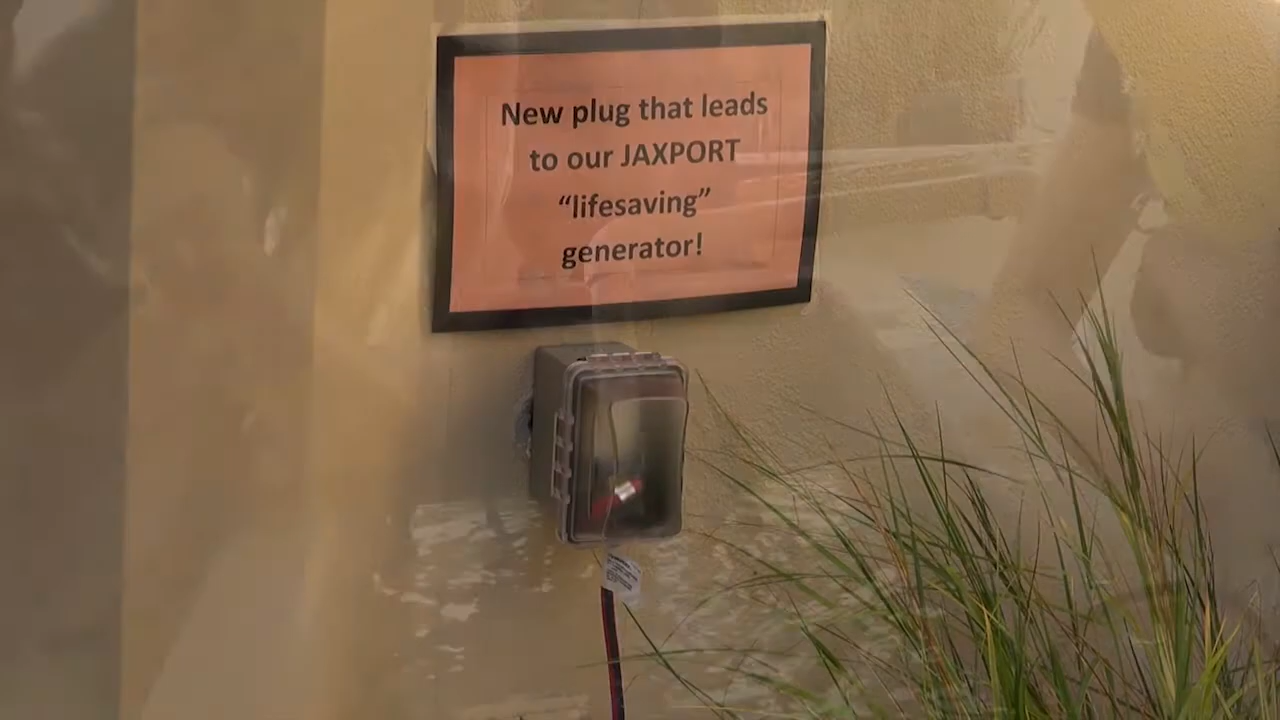 New plug that leads
to our JAXPORT
“lifesaving”
generator!